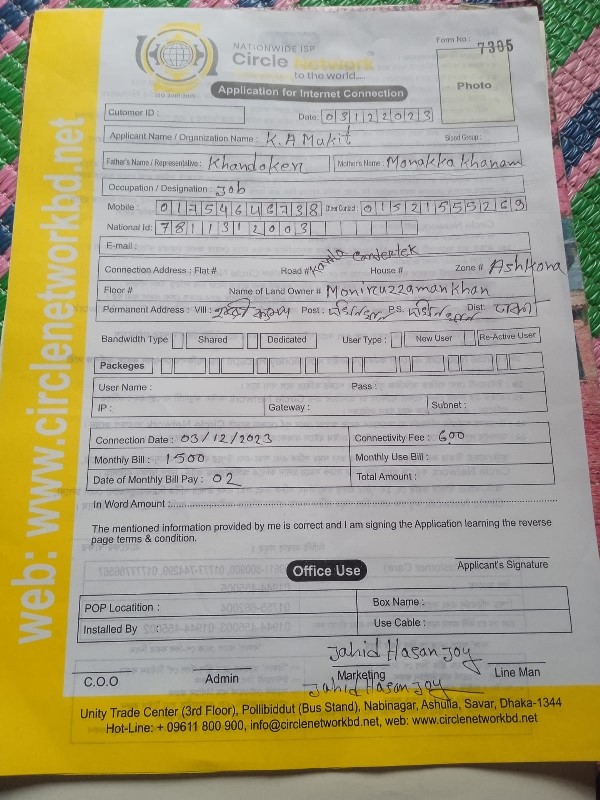 NATIONWIDE ISP
Circle Network
to the world....
Form No : 7305
Photo
Application for Internet Connection
Cutomer ID : Date: 03122023
Applicant Name / Organization Name : K.A Mukit Blood Group :
Father's Name / Representative : Khandoker Mother's Name : Monakka khanam
Occupation / Designation : Job
Mobile : 01754646738 Other Contact : 01521555269
National Id: 7811312003
E-mail :
Connection Address : Flat # Road # Kawla Candertek House # Zone # Ashkona
Floor # Name of Land Owner # Moniruzzaman khan
Permanent Address : Vill : Post : P.S. Dist:
Bandwidth Type Shared Dedicated User Type : New User Re-Active User
Packeges
User Name : Pass :
IP : Gateway : Subnet :
Connection Date : 03/12/2023 Connectivity Fee : 600
Monthly Bill : 1500 Monthly Use Bill :
Date of Monthly Bill Pay : 02 Total Amount :
In Word Amount :
The mentioned information provided by me is correct and I am signing the Application learning the reverse
page terms & condition.
Applicant's Signature
Office Use
POP Locatition : Box Name :
Installed By : Use Cable :
Jahid Hasan Joy
C.O.O Admin Marketing Line Man
Jahid Hasan Joy
Unity Trade Center (3rd Floor), Pollibiddut (Bus Stand), Nabinagar, Ashulia, Savar, Dhaka-1344
Hot-Line: + 09611 800 900, info@circlenetworkbd.net, web: www.circlenetworkbd.net
web: www.circlenetworkbd.net